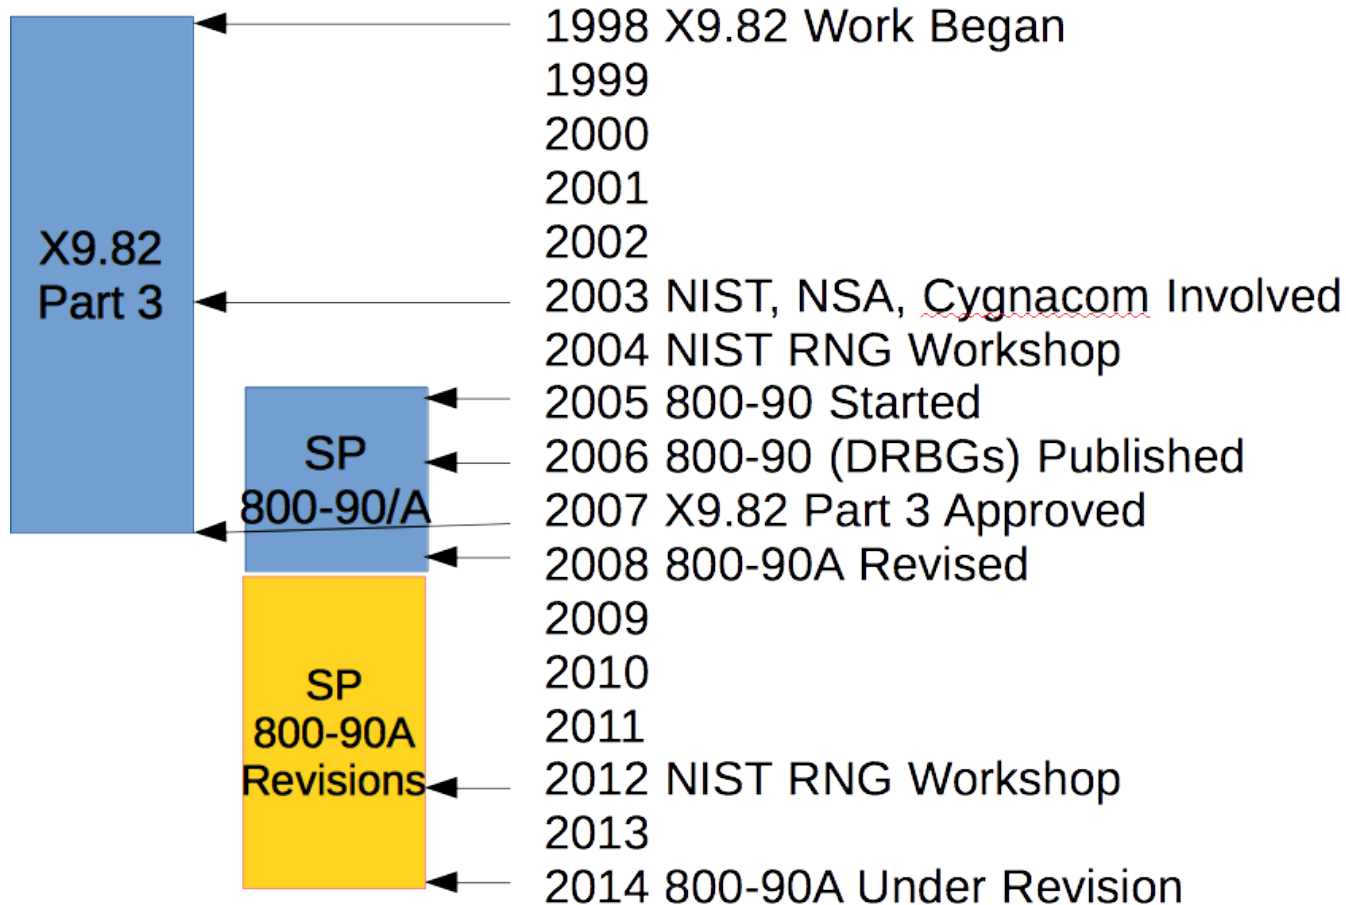 X9.82
Part 3
SP
800-90/A
SP
800-90A
Revisions
1998 X9.82 Work Began
1999
2000
2001
2002
2003 NIST, NSA, Cygnacom Involved
2004 NIST RNG Workshop
2005 800-90 Started
2006 800-90 (DRBGs) Published
2007 X9.82 Part 3 Approved
2008 800-90A Revised
2009
2010
2011
2012 NIST RNG Workshop
2013
2014 800-90A Under Revision